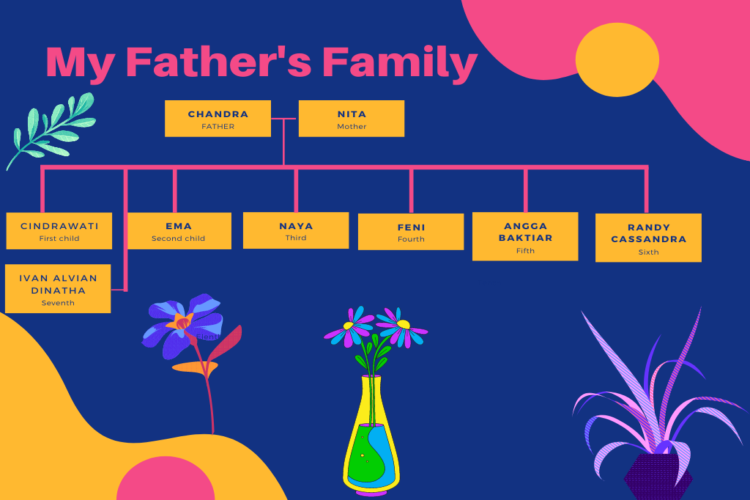 My Father's Family
CHANDRA
FATHER
NITA
Mother
CINDRAWATI
First child
EMA
Second child
NAYA
Third
FENI
Fourth
ANGGA
BAKTIAR
Fifth
RANDY
CASSANDRA
Sixth
IVAN ALVIAN
DINATHA
Seventh